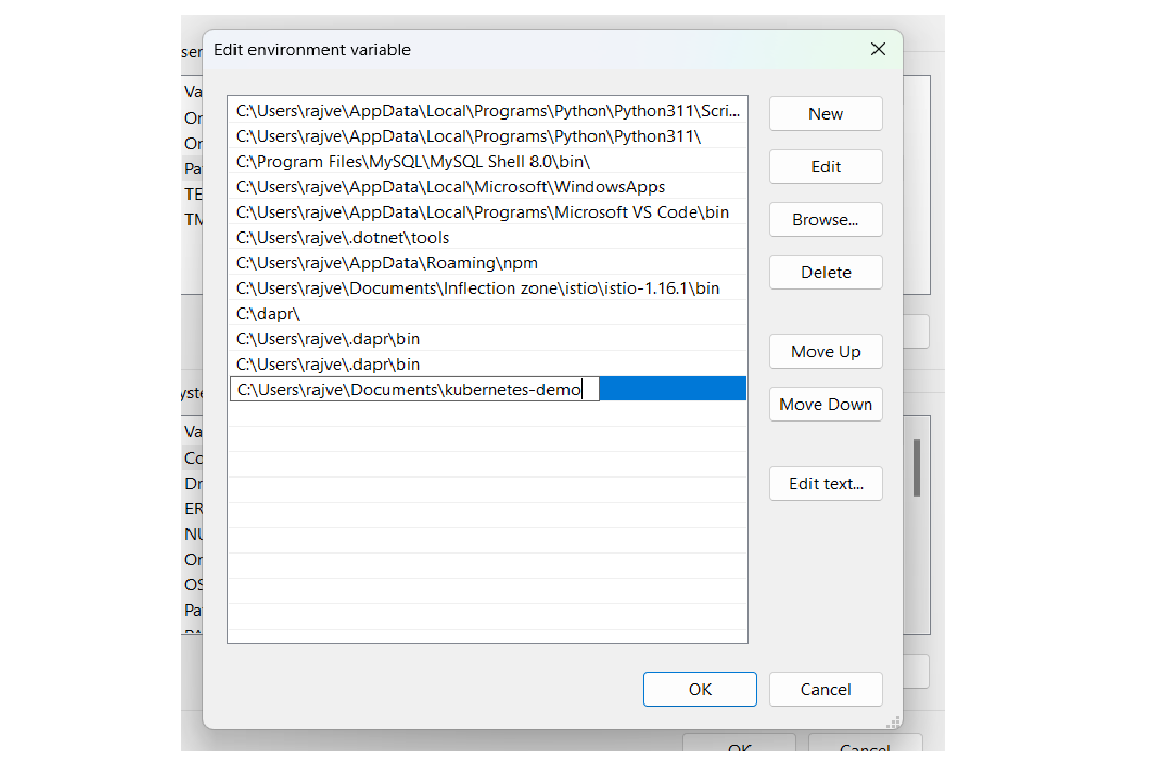 Edit environment variable
ser
Va
Or
Or
Pa
TE
TM
C:\Users\rajve\AppData\Local\Programs\Python\Python311\Scri...
C:\Users\rajve\AppData\Local\Programs\Python\Python311\
C:\Program Files\MySQL\MySQL Shell 8.0\bin\
C:\Users\rajve\AppData\Local\Microsoft\WindowsApps
C:\Users\rajve\AppData\Local\Programs\Microsoft VS Code\bin
C:\Users\rajve\.dotnet\tools
C:\Users\rajve\AppData\Roaming\npm
C:\Users\rajve\Documents\Inflection zone\istio\istio-1.16.1\bin
C:\dapr\
C:\Users\rajve\.dapr\bin
C:\Users\rajve\.dapr\bin
C:\Users\rajve\Documents\kubernetes-demo
New
Edit
Browse...
Delete
Move Up
Move Down
Edit text...
yste
Va
Co
Dr
ER
NU
Or
OS
Pa
OK
Cancel
OK
Cancel